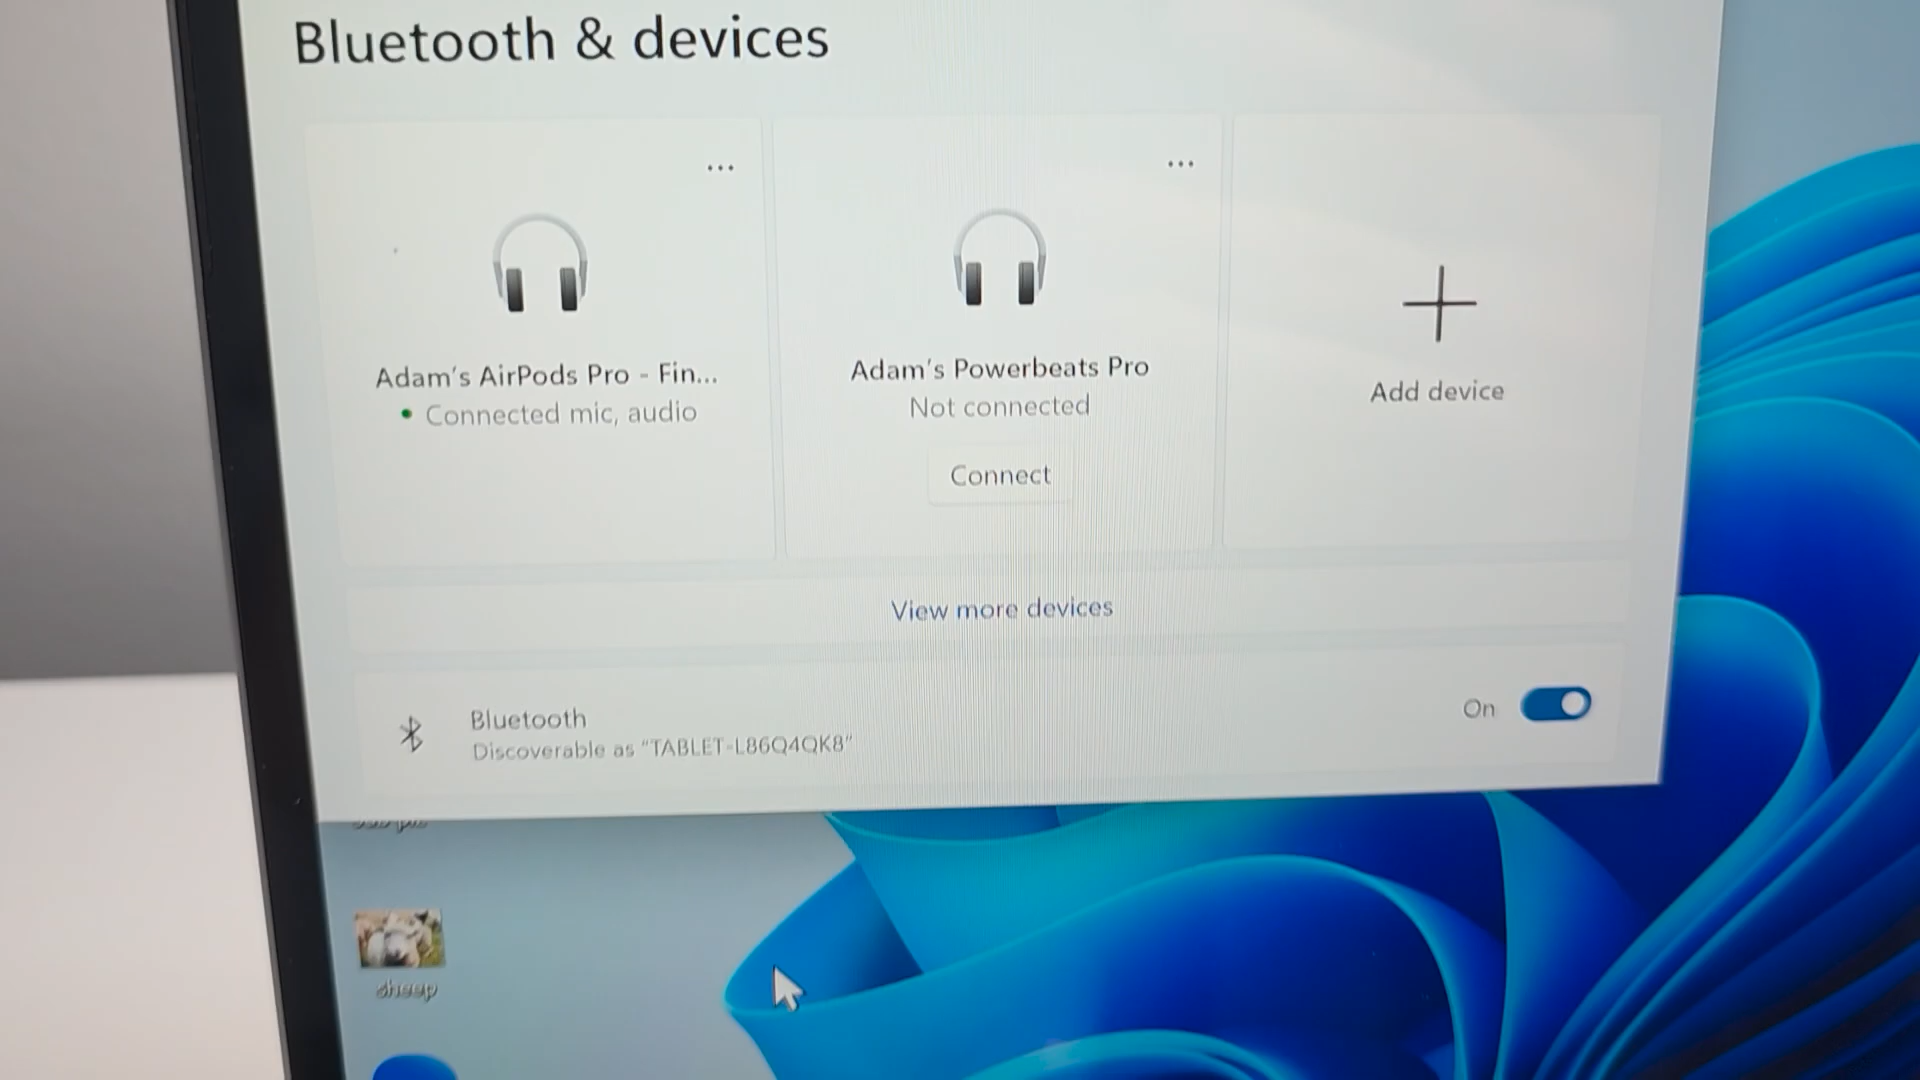 Bluetooth & devices
Adam's AirPods Pro - Fin...
Connected mic, audio
Adam's Powerbeats Pro
Not connected
Connect
Add device
View more devices
Bluetooth
Discoverable as "TABLET-L86Q4QK8"
On
sheep